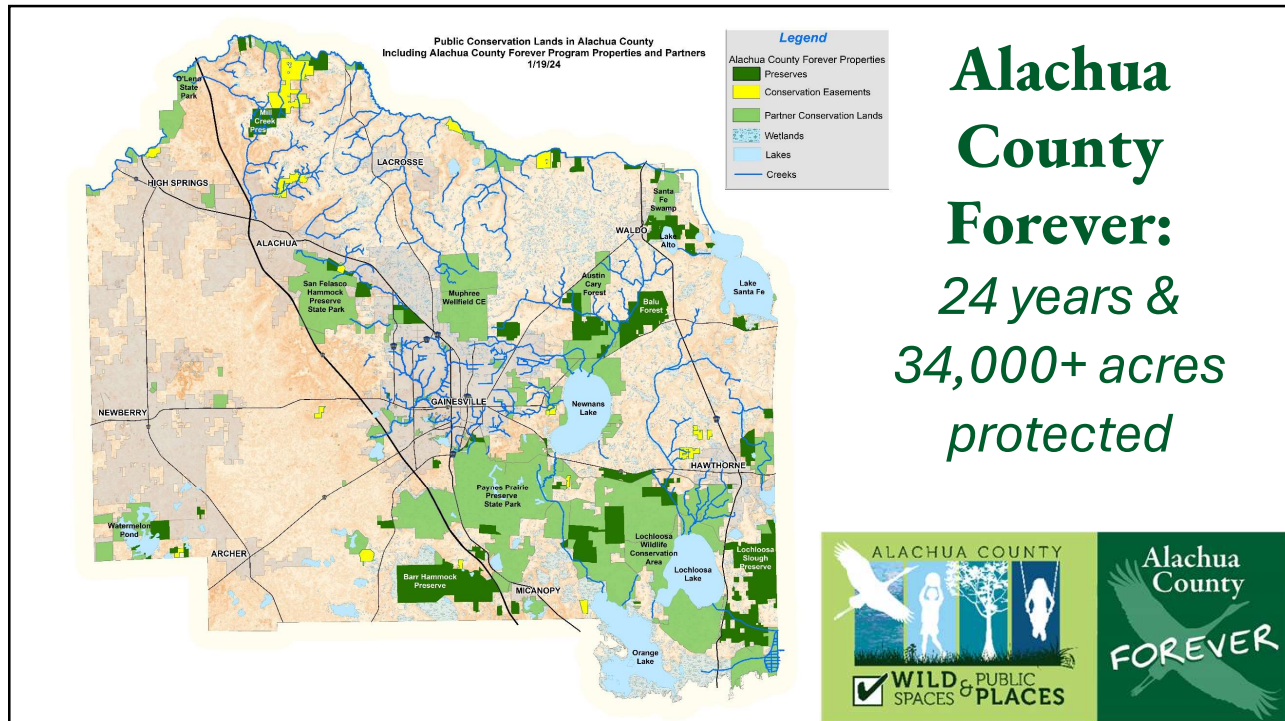 Public Conservation Lands in Alachua County
Including Alachua County Forever Program Properties and Partners
1/19/24
Legend
Alachua County Forever Properties
Preserves
Conservation Easements
Partner Conservation Lands
Wetlands
Lakes
Creeks
O'Leno
State
Park
Mill
Creek
Pres
LACROSSE
HIGH SPRINGS
Santa
Fe
Swamp
WALDO
Lake
Alto
ALACHUA
San Felasco
Hammock
Preserve
State Park
Muphree
Wellfield CE
Austin
Cary
Forest
Balu
Forest
Lake
Santa Fe
NEWBERRY
GAINESVILLE
Newnans
Lake
HAWTHORNE
Paynes Prairie
Preserve
State Park
Watermelon
Pond
ARCHER
Lochloosa
Wildlife
Conservation
Area
Lochloosa
Slough
Preserve
Lochloosa
Lake
Barr Hammock
Preserve
MICANOPY
Orange
Lake
Alachua
County
Forever:
24 years &
34,000+ acres
protected
ALACHUA COUNTY
WILD & PUBLIC
SPACES PLACES
Alachua
County
FOREVER